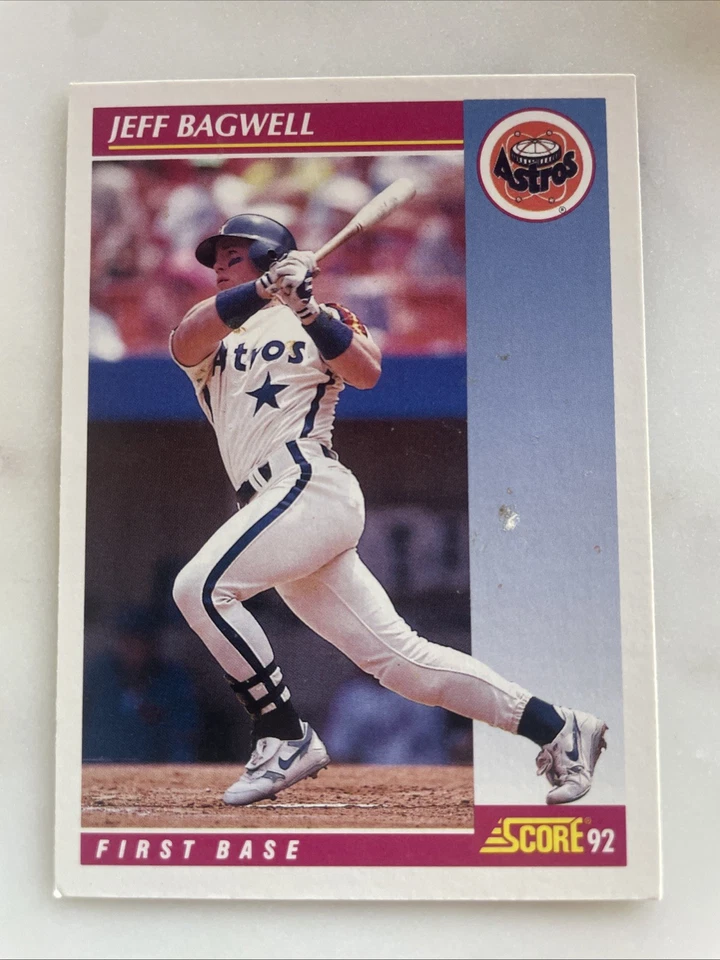 JEFF BAGWELL
Astros
®
Astros
FIRST BASE
SCORE® 92